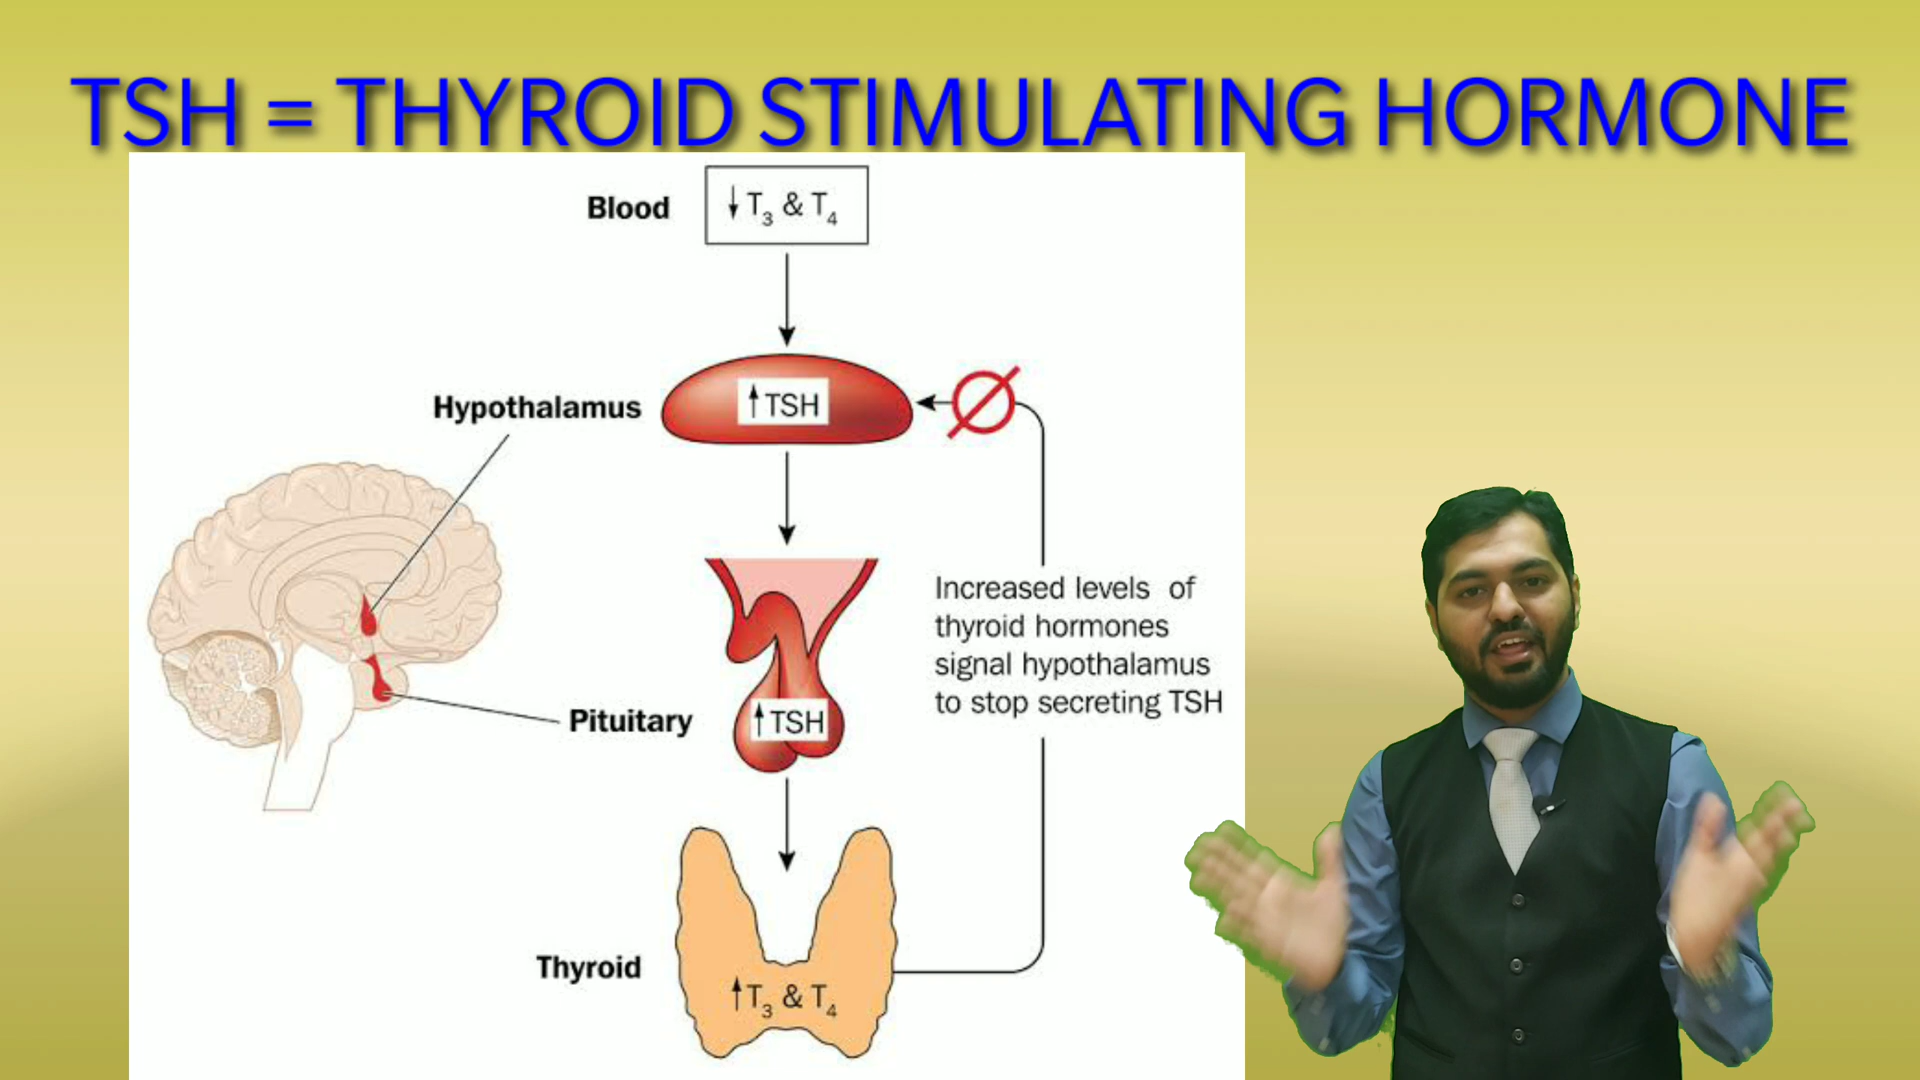 TSH = THYROID STIMULATING HORMONE
Blood
↓ T₃ & T₄
Hypothalamus
↑ TSH
Increased levels of
thyroid hormones
signal hypothalamus
to stop secreting TSH
Pituitary
↑ TSH
Thyroid
↑ T₃ & T₄